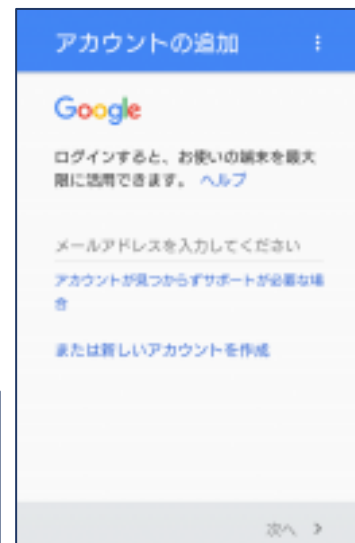 アカウントの追加
Google
ログインすると、お使いの端末を最大
限に活用できます。 ヘルプ
メールアドレスを入力してください
アカウントが見つからずサポートが必要な場
合
または新しいアカウントを作成
次へ